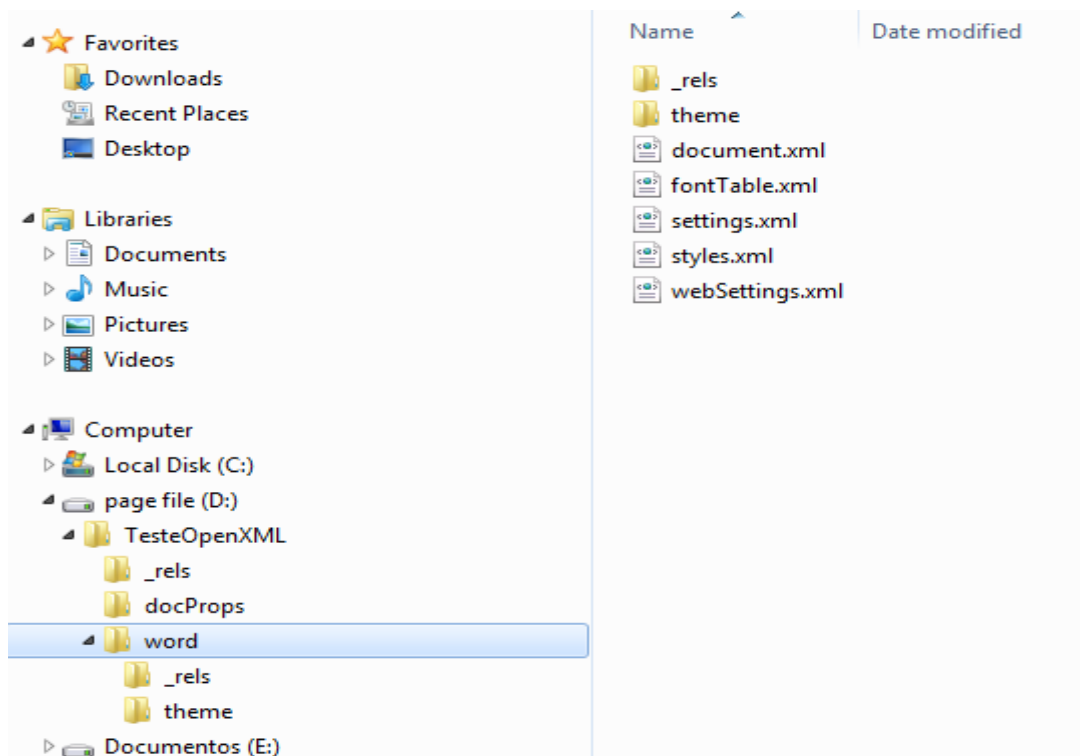 Favorites
Downloads
Recent Places
Desktop
Libraries
Documents
Music
Pictures
Videos
Computer
Local Disk (C:)
page file (D:)
TesteOpenXML
_rels
docProps
word
_rels
theme
Documentos (E:)
Name Date modified
_rels
theme
document.xml
fontTable.xml
settings.xml
styles.xml
webSettings.xml